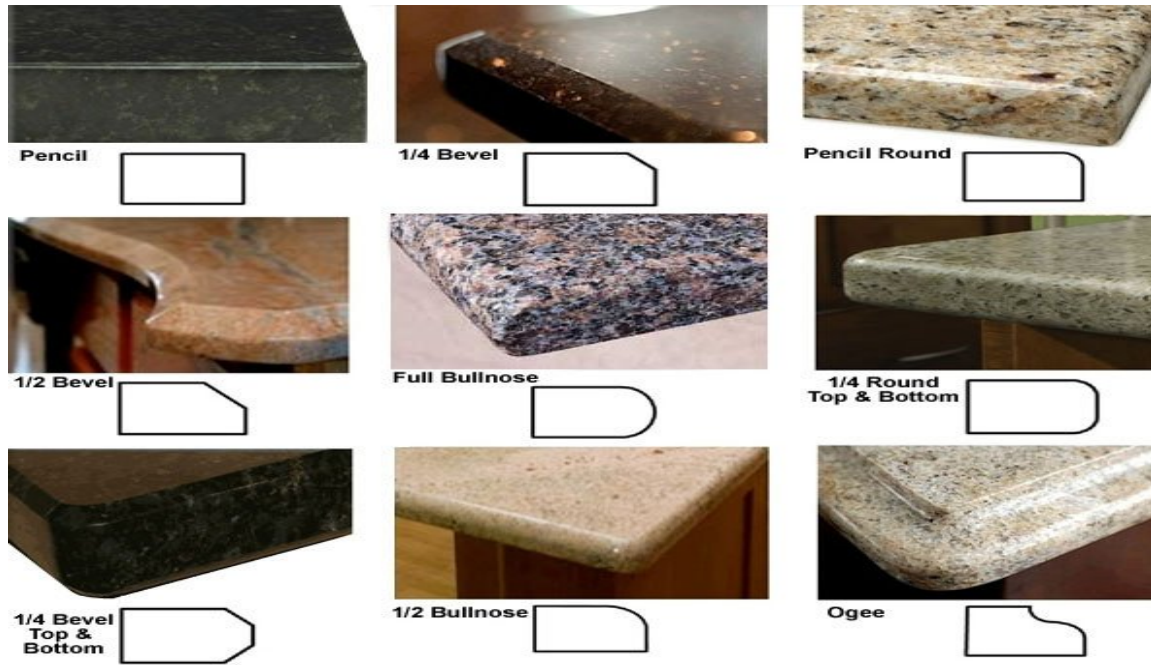 Pencil
1/4 Bevel
Pencil Round
1/2 Bevel
Full Bullnose
1/4 Round
Top & Bottom
1/4 Bevel
Top &
Bottom
1/2 Bullnose
Ogee